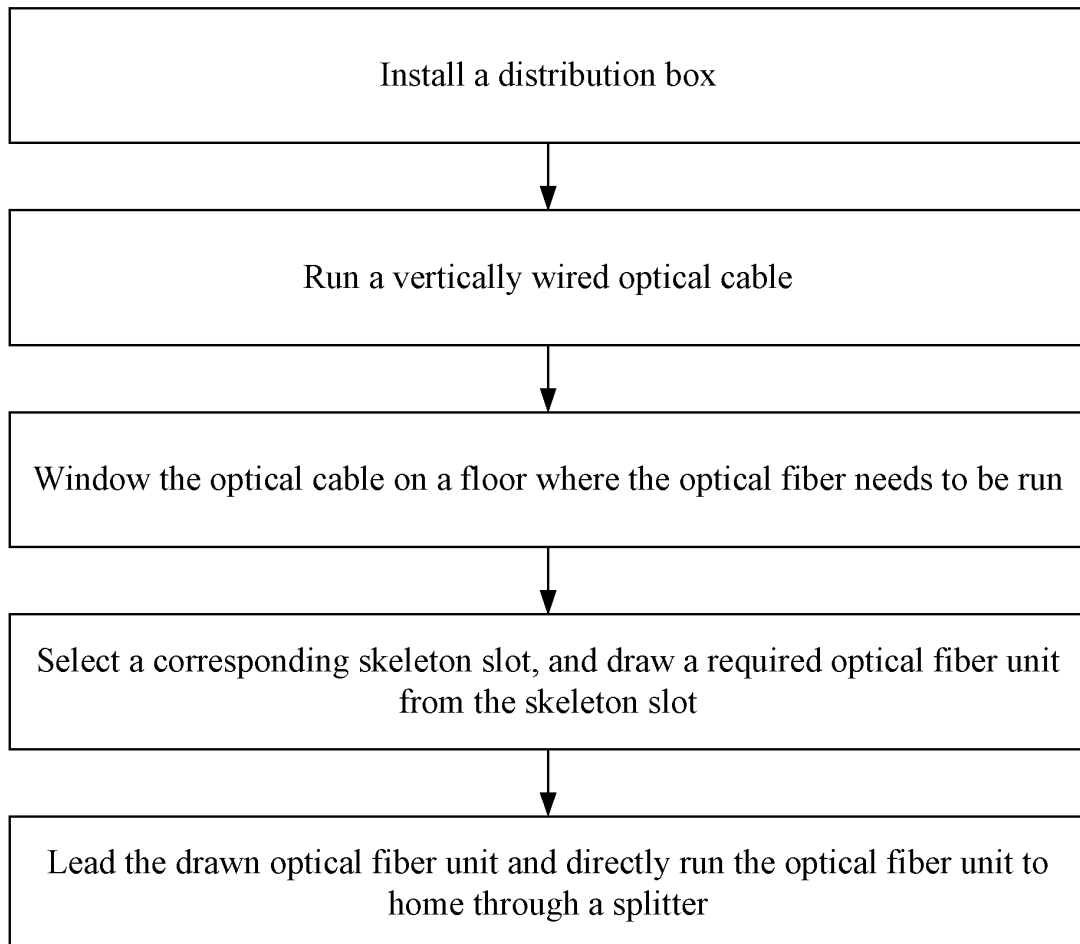 Install a distribution box
Run a vertically wired optical cable
Window the optical cable on a floor where the optical fiber needs to be run
Select a corresponding skeleton slot, and draw a required optical fiber unit
from the skeleton slot
Lead the drawn optical fiber unit and directly run the optical fiber unit to
home through a splitter